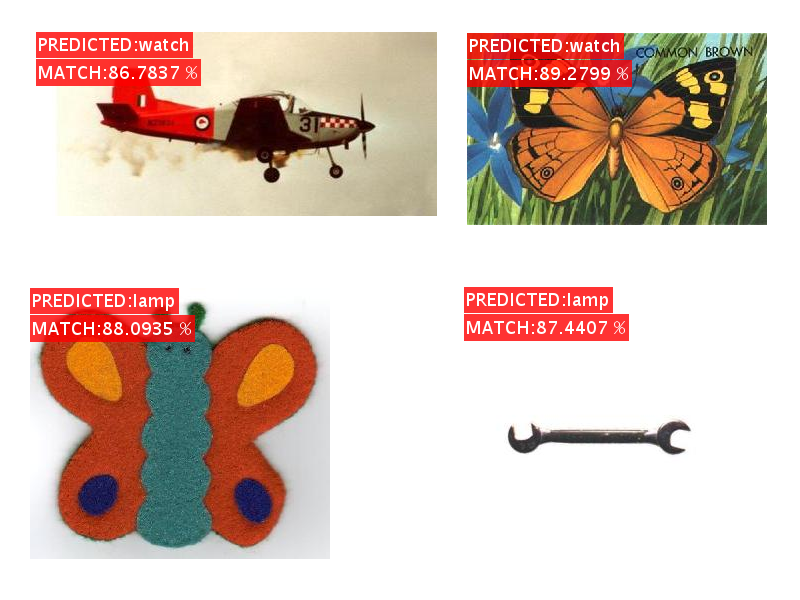 PREDICTED:watch
MATCH:86.7837 %
31
PREDICTED:watch
MATCH:89.2799 %
COMMON BROWN
PREDICTED:lamp
MATCH:88.0935 %
PREDICTED:lamp
MATCH:87.4407 %